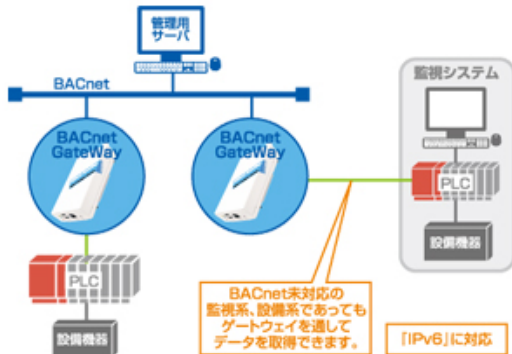 管理用
サーバ
BACnet
BACnet
GateWay
BACnet
GateWay
監視システム
PLC
設備機器
PLC
設備機器
BACnet未対応の
監視系、設備系であっても
ゲートウェイを通して
データを取得できます。
「IPv6」に対応